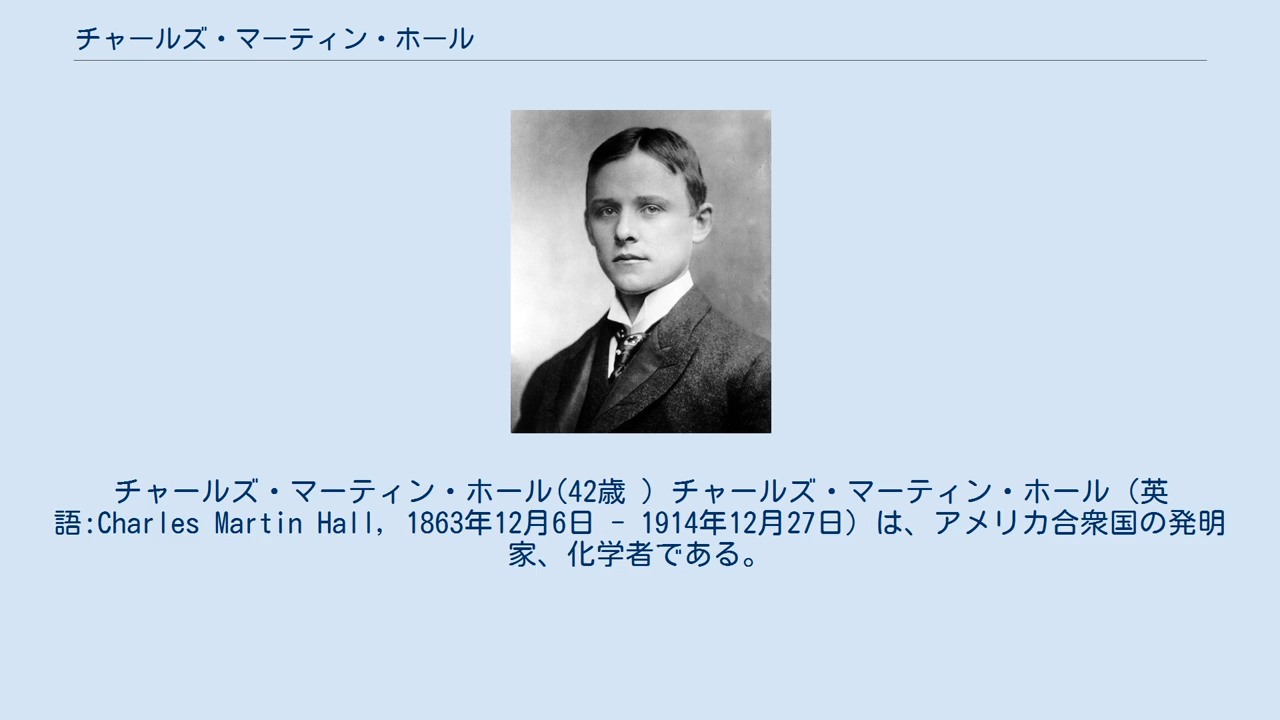 チャールズ・マーティン・ホール
チャールズ・マーティン・ホール(42歳 ) チャールズ・マーティン・ホール (英
語:Charles Martin Hall, 1863年12月6日 – 1914年12月27日) は、アメリカ合衆国の発明
家、化学者である。